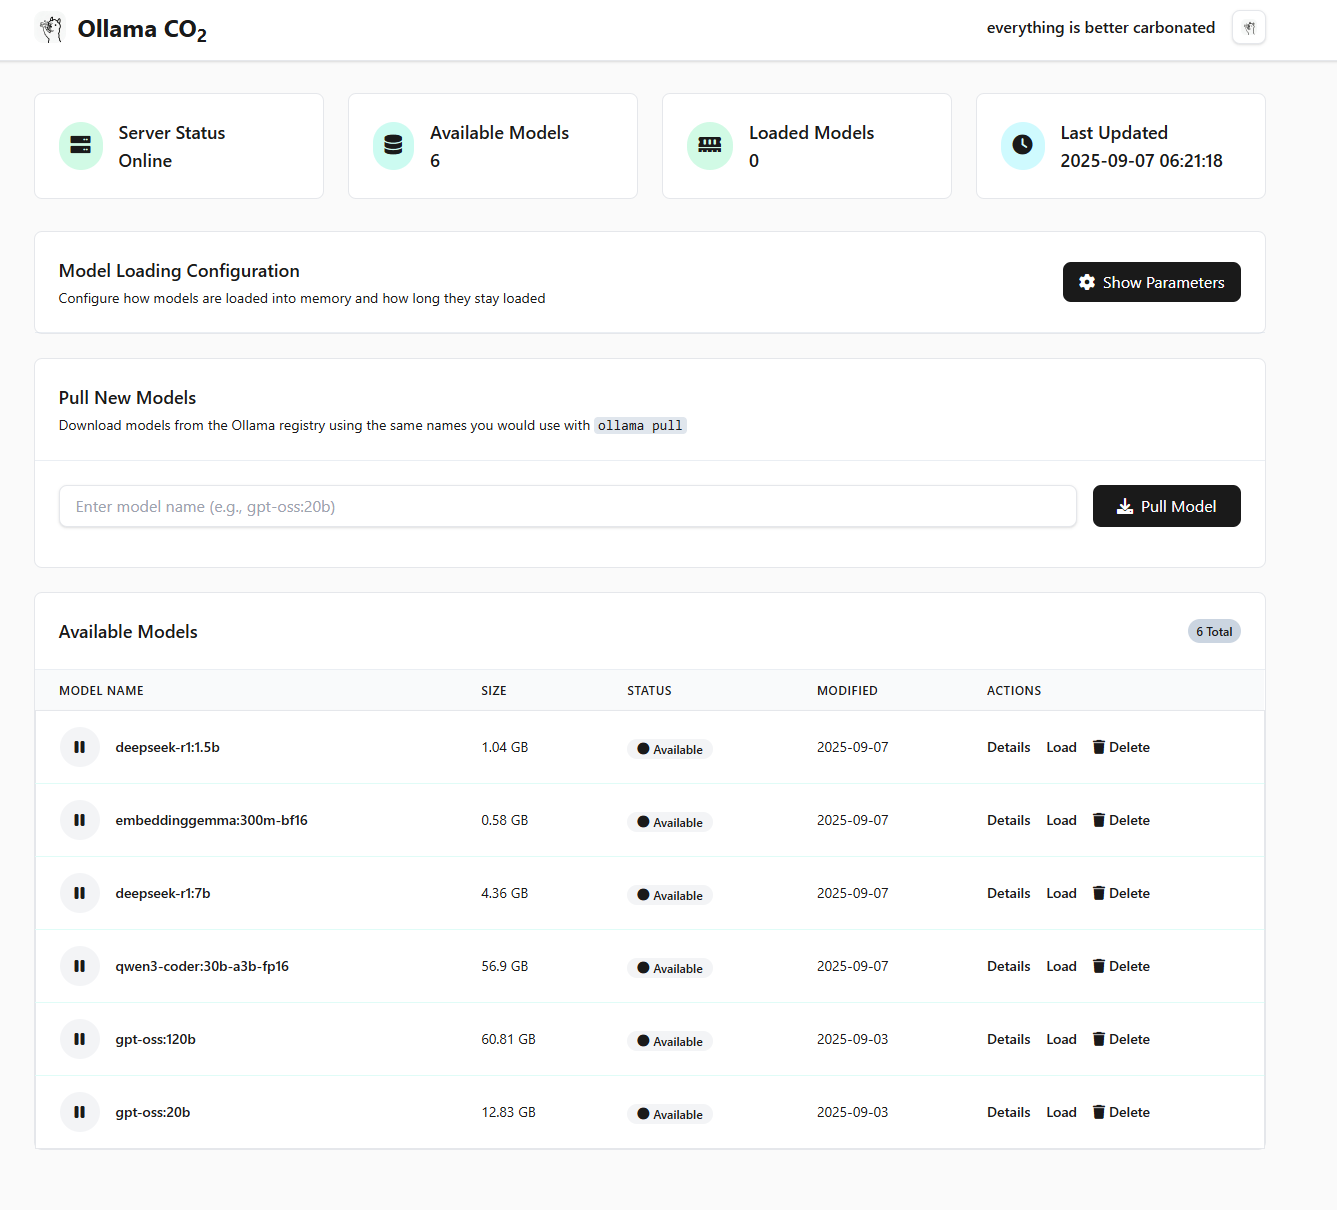 Ollama CO2
everything is better carbonated
Server Status
Online
Available Models
6
Loaded Models
0
Last Updated
2025-09-07 06:21:18
Model Loading Configuration
Configure how models are loaded into memory and how long they stay loaded
Show Parameters
Pull New Models
Download models from the Ollama registry using the same names you would use with ollama pull
Enter model name (e.g., gpt-oss:20b)
Pull Model
Available Models
6 Total
MODEL NAME SIZE STATUS MODIFIED ACTIONS
deepseek-r1:1.5b 1.04 GB Available 2025-09-07 Details Load Delete
embeddinggemma:300m-bf16 0.58 GB Available 2025-09-07 Details Load Delete
deepseek-r1:7b 4.36 GB Available 2025-09-07 Details Load Delete
qwen3-coder:30b-a3b-fp16 56.9 GB Available 2025-09-07 Details Load Delete
gpt-oss:120b 60.81 GB Available 2025-09-03 Details Load Delete
gpt-oss:20b 12.83 GB Available 2025-09-03 Details Load Delete